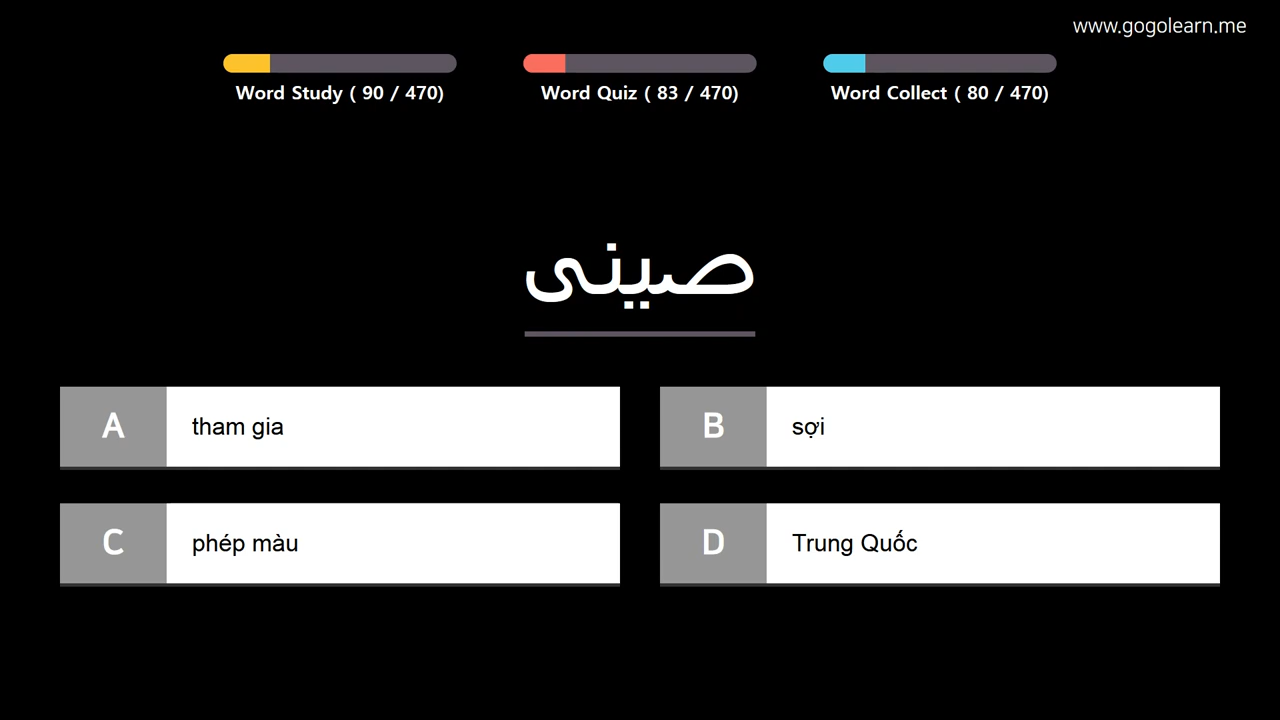 www.gogolearn.me
Word Study ( 90 / 470)
Word Quiz ( 83 / 470)
Word Collect ( 80 / 470)
صينى
A tham gia
B sợi
C phép màu
D Trung Quốc